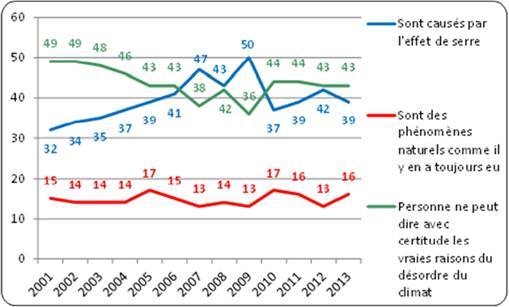 60
50
40
30
20
10
0
49 49 48 46 43 43 38 42 36 44 44 43 43
32 34 35 37 39 41 47 43 50 37 39 42 39
15 14 14 14 17 15 13 14 13 17 16 13 16
2001 2002 2003 2004 2005 2006 2007 2008 2009 2010 2011 2012 2013
Sont causés par
l'effet de serre
Sont des
phénomènes
naturels comme il
y en a toujours eu
Personne ne peut
dire avec
certitude les
vraies raisons du
désordre du
climat